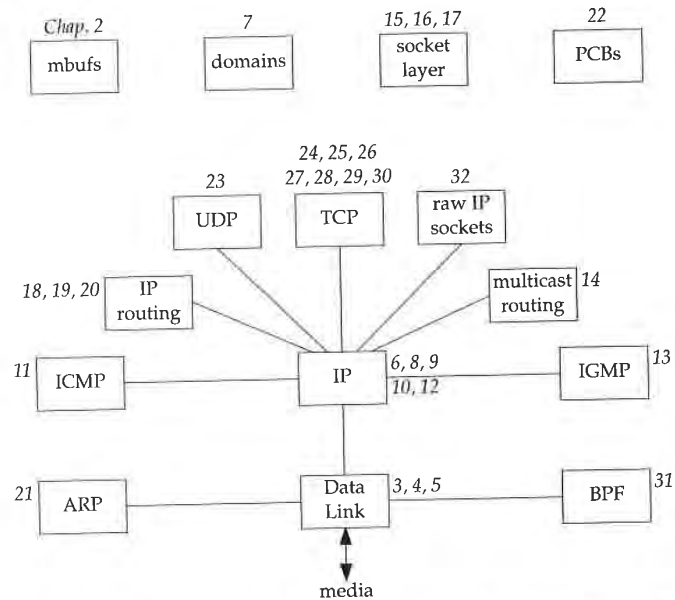 Chap. 2
mbufs
7
domains
15, 16, 17
socket
layer
22
PCBs
24, 25, 26
27, 28, 29, 30
TCP
23
UDP
32
raw IP
sockets
18, 19, 20
IP
routing
multicast
routing
14
11
ICMP
IP
6, 8, 9
10, 12
IGMP
13
21
ARP
Data
Link
3, 4, 5
BPF
31
media